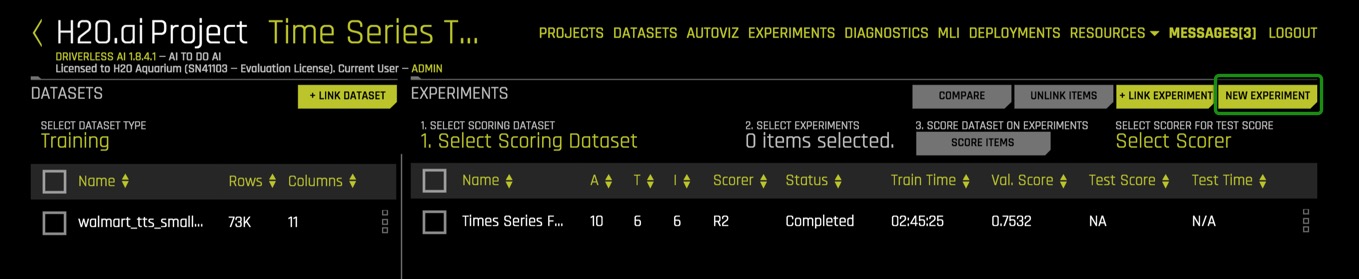 H2O.ai Project Time Series T...
PROJECTS DATASETS AUTOVIZ EXPERIMENTS DIAGNOSTICS MLI DEPLOYMENTS RESOURCES MESSAGES[3] LOGOUT
DRIVERLESS AI 1.8.4.1 – AI TO DO AI
Licensed to H2O Aquarium (SN41103 – Evaluation License). Current User – ADMIN
DATASETS
+ LINK DATASET
SELECT DATASET TYPE
Training
Name Rows Columns
walmart_tts_small... 73K 11
EXPERIMENTS
COMPARE UNLINK ITEMS + LINK EXPERIMENT NEW EXPERIMENT
1. SELECT SCORING DATASET 2. SELECT EXPERIMENTS 3. SCORE DATASET ON EXPERIMENTS SELECT SCORER FOR TEST SCORE
1. Select Scoring Dataset 0 items selected. SCORE ITEMS Select Scorer
Name A T I Scorer Status Train Time Val. Score Test Score Test Time
Times Series F... 10 6 6 R2 Completed 02:45:25 0.7532 NA N/A